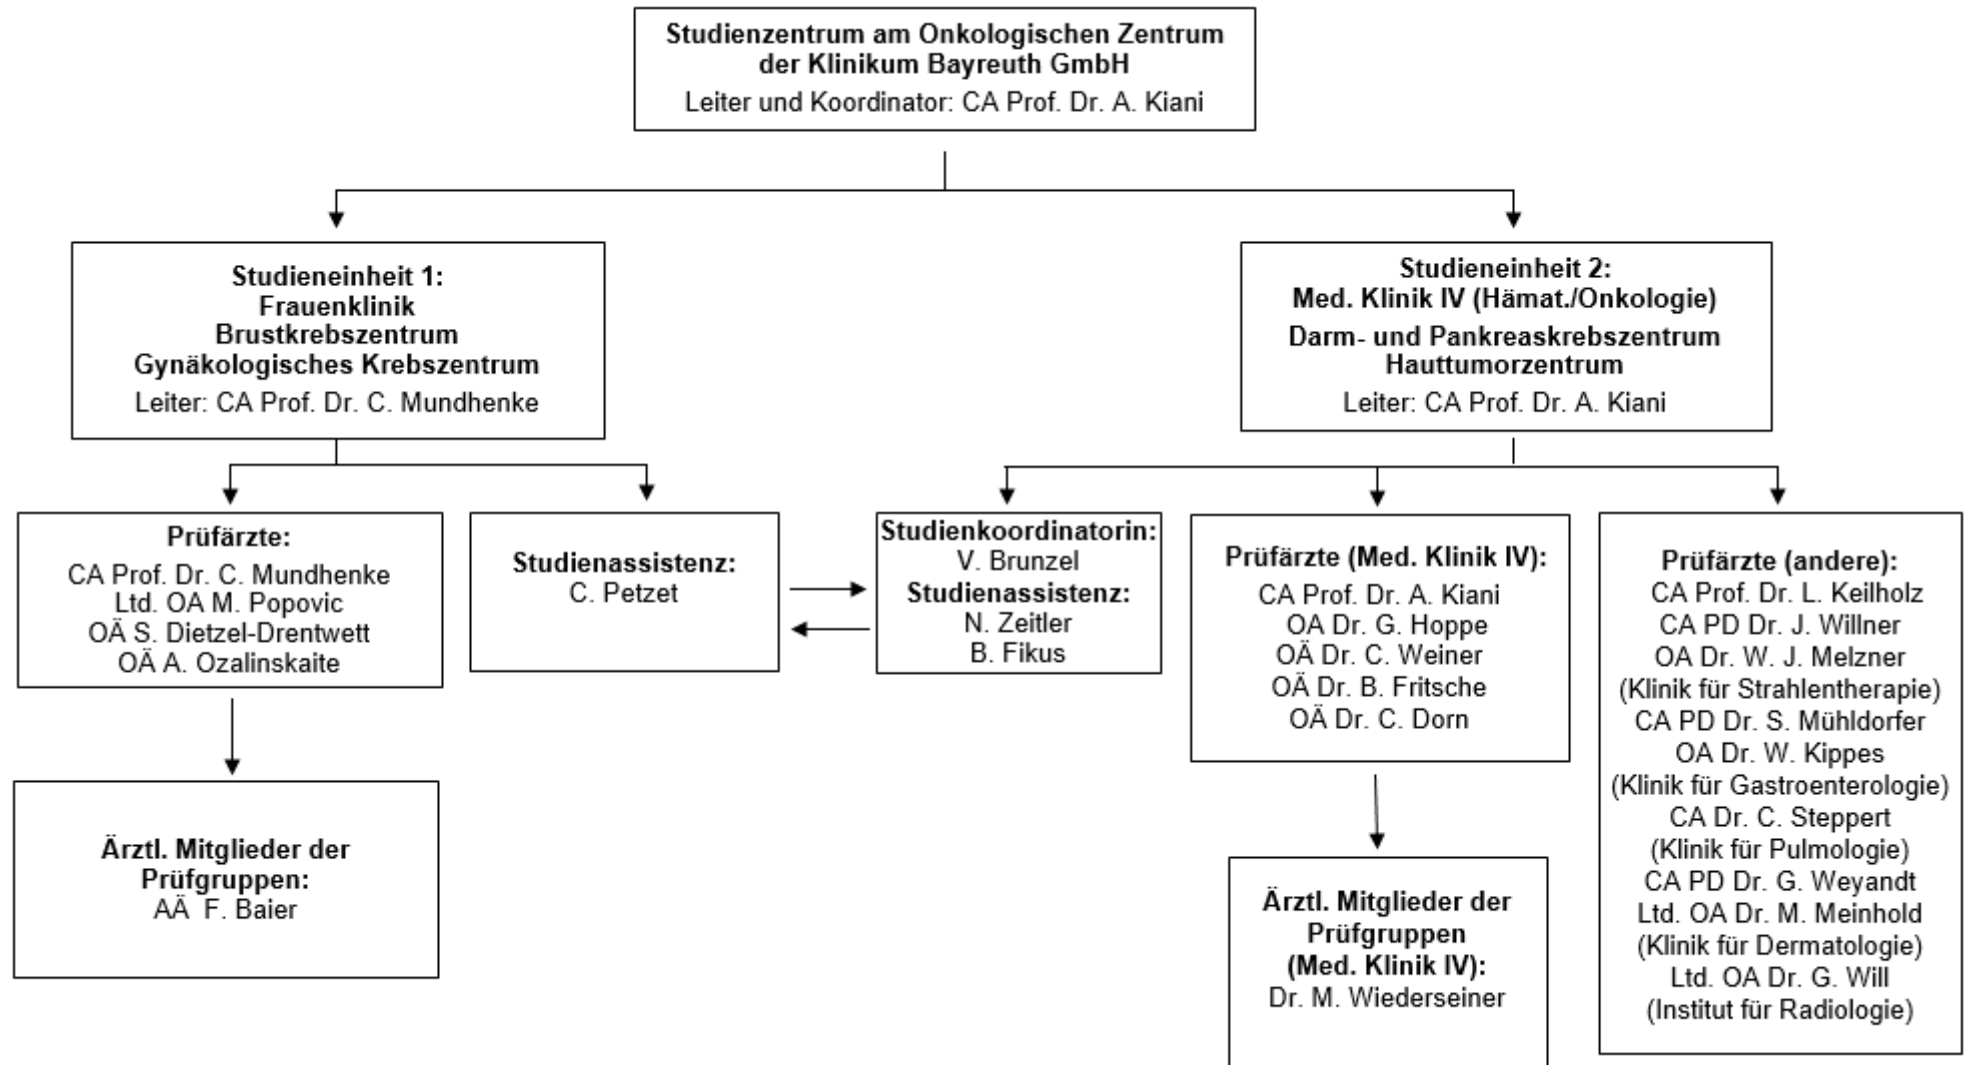 Studienzentrum am Onkologischen Zentrum
der Klinikum Bayreuth GmbH
Leiter und Koordinator: CA Prof. Dr. A. Kiani
Studieneinheit 1:
Frauenklinik
Brustkrebszentrum
Gynäkologisches Krebszentrum
Leiter: CA Prof. Dr. C. Mundhenke
Studieneinheit 2:
Med. Klinik IV (Hämat./Onkologie)
Darm- und Pankreaskrebszentrum
Hauttumorzentrum
Leiter: CA Prof. Dr. A. Kiani
Prüfärzte:
CA Prof. Dr. C. Mundhenke
Ltd. OA M. Popovic
OÄ S. Dietzel-Drentwett
OÄ A. Ozalinskaite
Studienassistenz:
C. Petzet
Studienkoordinatorin:
V. Brunzel
Studienassistenz:
N. Zeitler
B. Fikus
Prüfärzte (Med. Klinik IV):
CA Prof. Dr. A. Kiani
OA Dr. G. Hoppe
OÄ Dr. C. Weiner
OÄ Dr. B. Fritsche
OÄ Dr. C. Dorn
Prüfärzte (andere):
CA Prof. Dr. L. Keilholz
CA PD Dr. J. Willner
OA Dr. W. J. Melzner
(Klinik für Strahlentherapie)
CA PD Dr. S. Mühldorfer
OA Dr. W. Kippes
(Klinik für Gastroenterologie)
CA Dr. C. Steppert
(Klinik für Pulmologie)
CA PD Dr. G. Weyandt
Ltd. OA Dr. M. Meinhold
(Klinik für Dermatologie)
Ltd. OA Dr. G. Will
(Institut für Radiologie)
Ärztl. Mitglieder der
Prüfgruppen:
AÄ F. Baier
Ärztl. Mitglieder der
Prüfgruppen
(Med. Klinik IV):
Dr. M. Wiederseiner